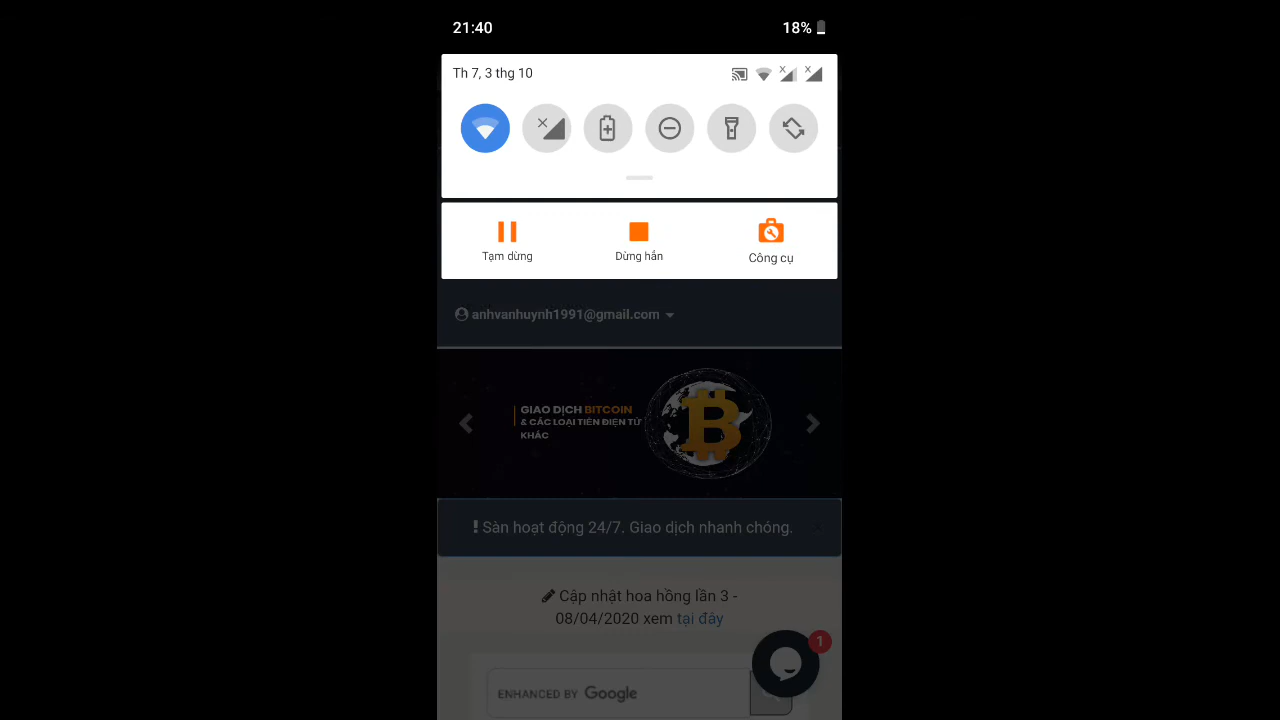 21:40
18%
Th 7, 3 thg 10
Tạm dừng
Dừng hẳn
Công cụ
anhvanhuynh1991@gmail.com
GIAO DỊCH BITCOIN
& CÁC LOẠI TIỀN ĐIỆN TỬ
KHÁC
Sàn hoạt động 24/7. Giao dịch nhanh chóng.
Cập nhật hoa hồng lần 3 -
08/04/2020 xem tại đây
1
ENHANCED BY Google